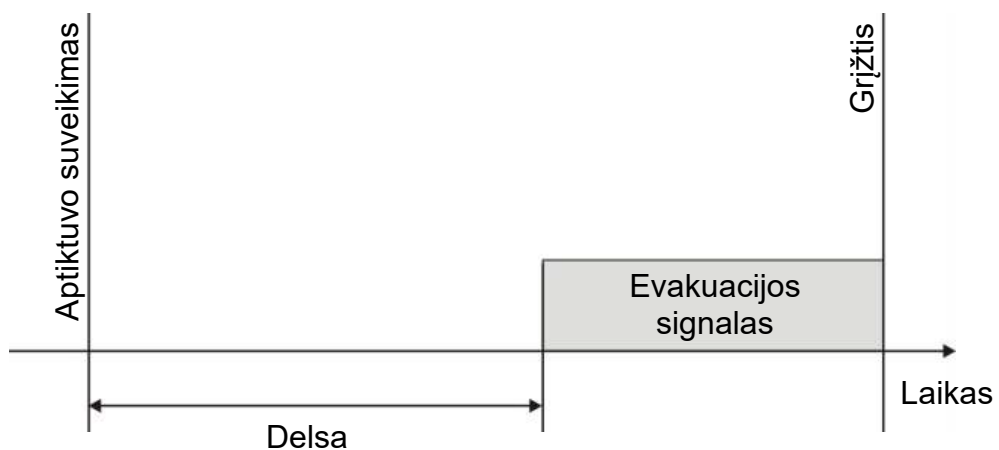 Aptiktuvo suveikimas
Grįžtis
Evakuacijos
signalas
Laikas
Delsa